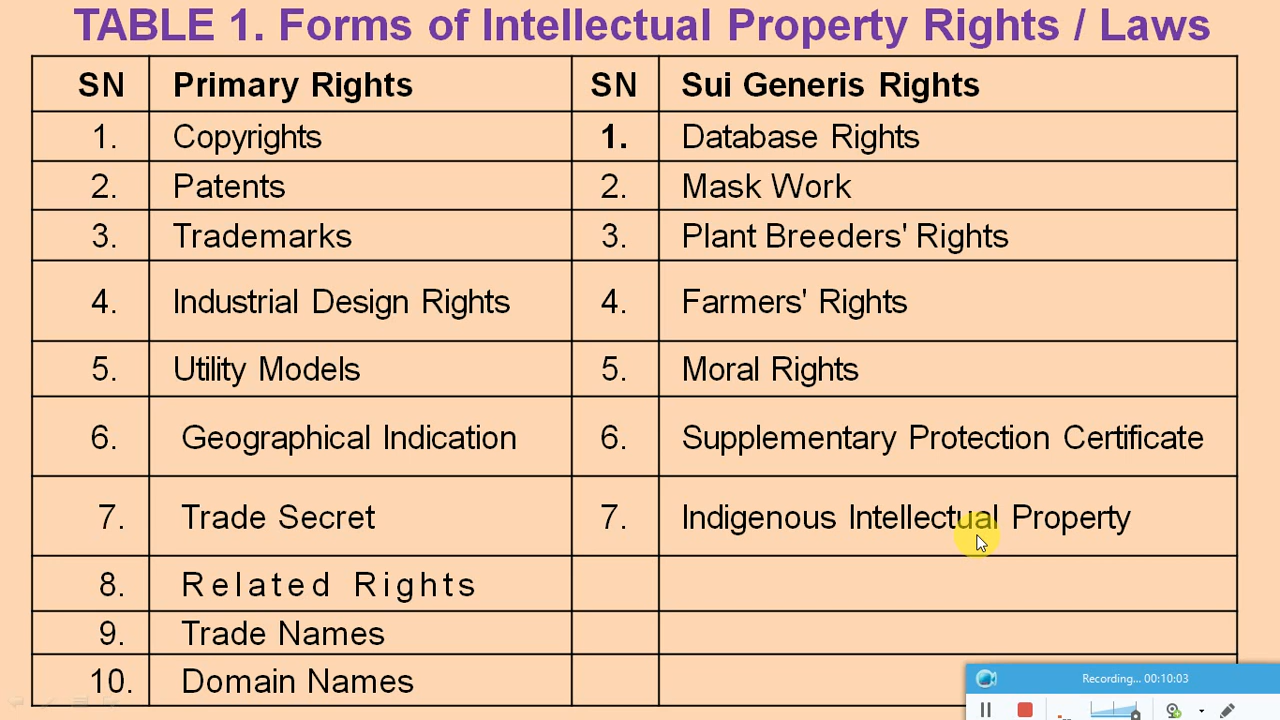 TABLE 1. Forms of Intellectual Property Rights / Laws
SN Primary Rights SN Sui Generis Rights
1. Copyrights 1. Database Rights
2. Patents 2. Mask Work
3. Trademarks 3. Plant Breeders' Rights
4. Industrial Design Rights 4. Farmers' Rights
5. Utility Models 5. Moral Rights
6. Geographical Indication 6. Supplementary Protection Certificate
7. Trade Secret 7. Indigenous Intellectual Property
8. Related Rights
9. Trade Names
10. Domain Names
Recording... 00:10:03